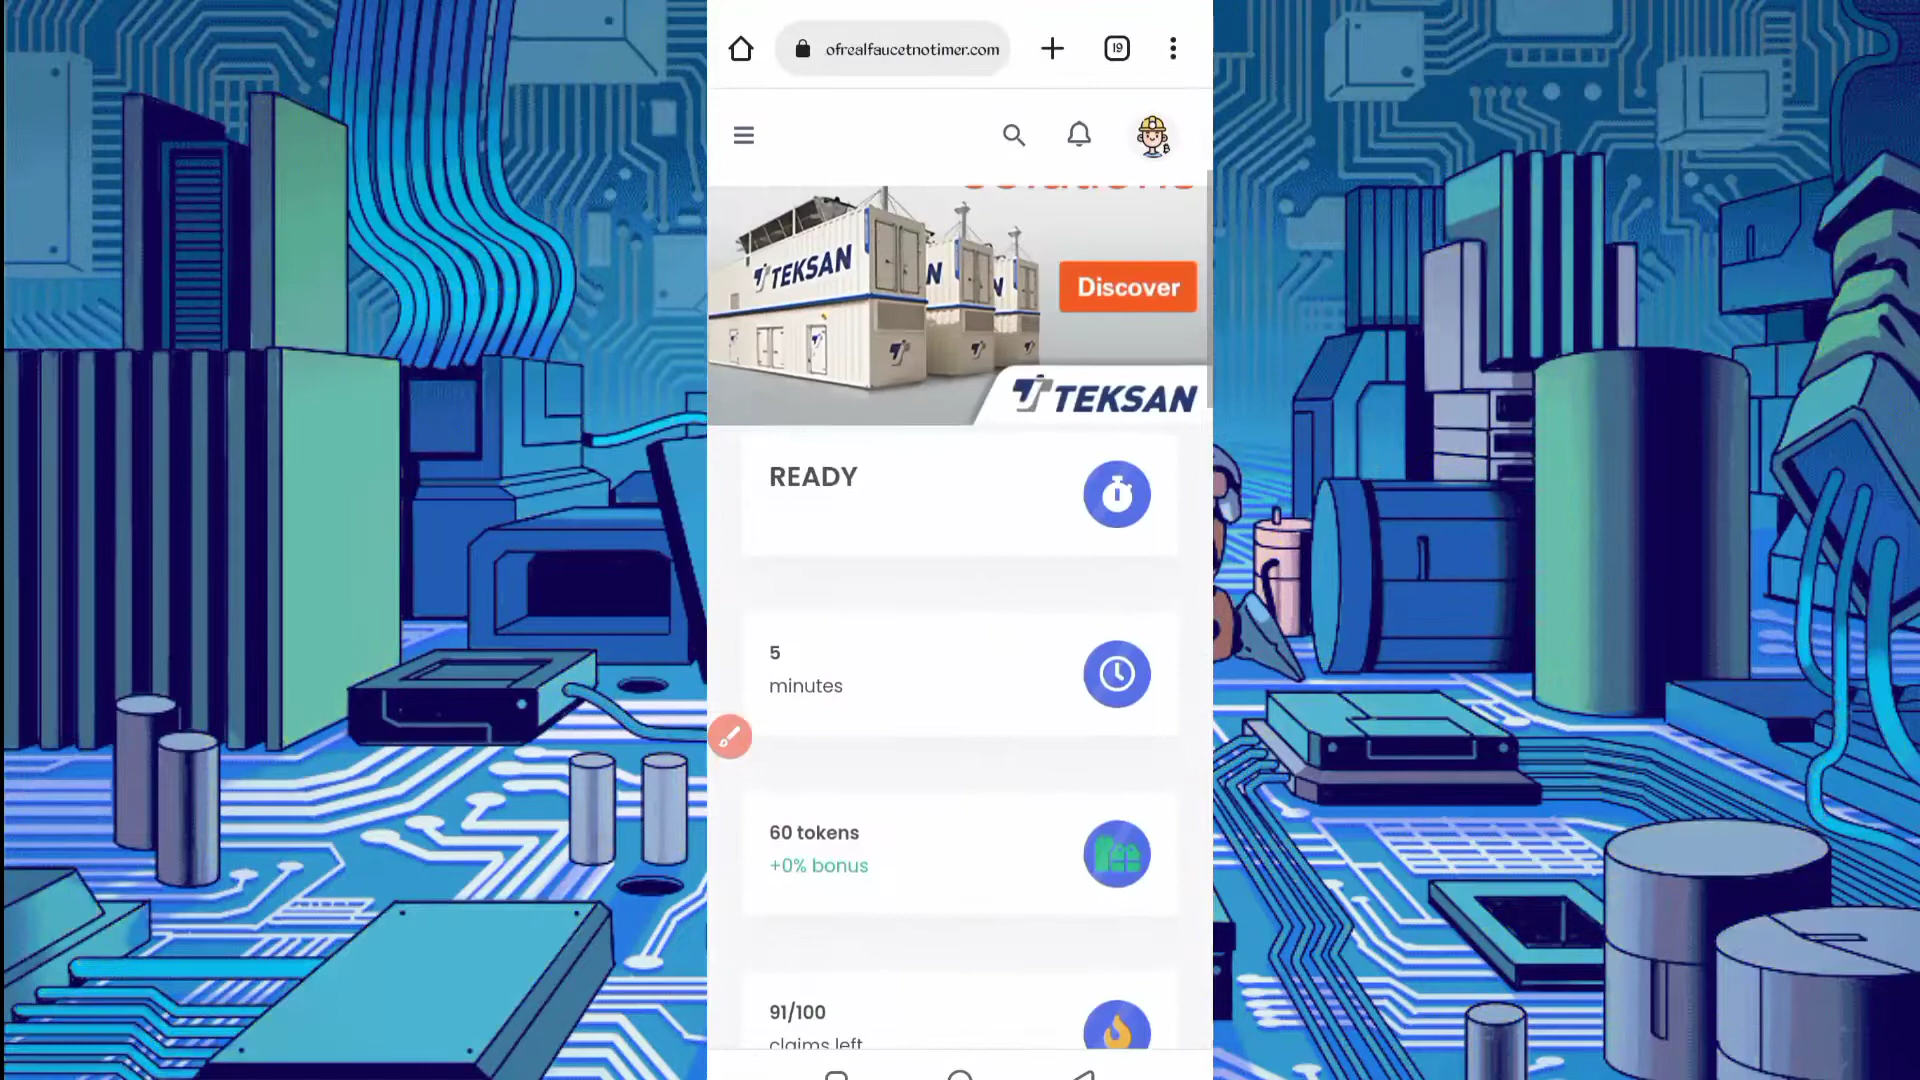 ofrealfaucetnotimer.com
19
TEKSAN
N
N
Discover
TEKSAN
READY
5
minutes
60 tokens
+0% bonus
91/100
claims left